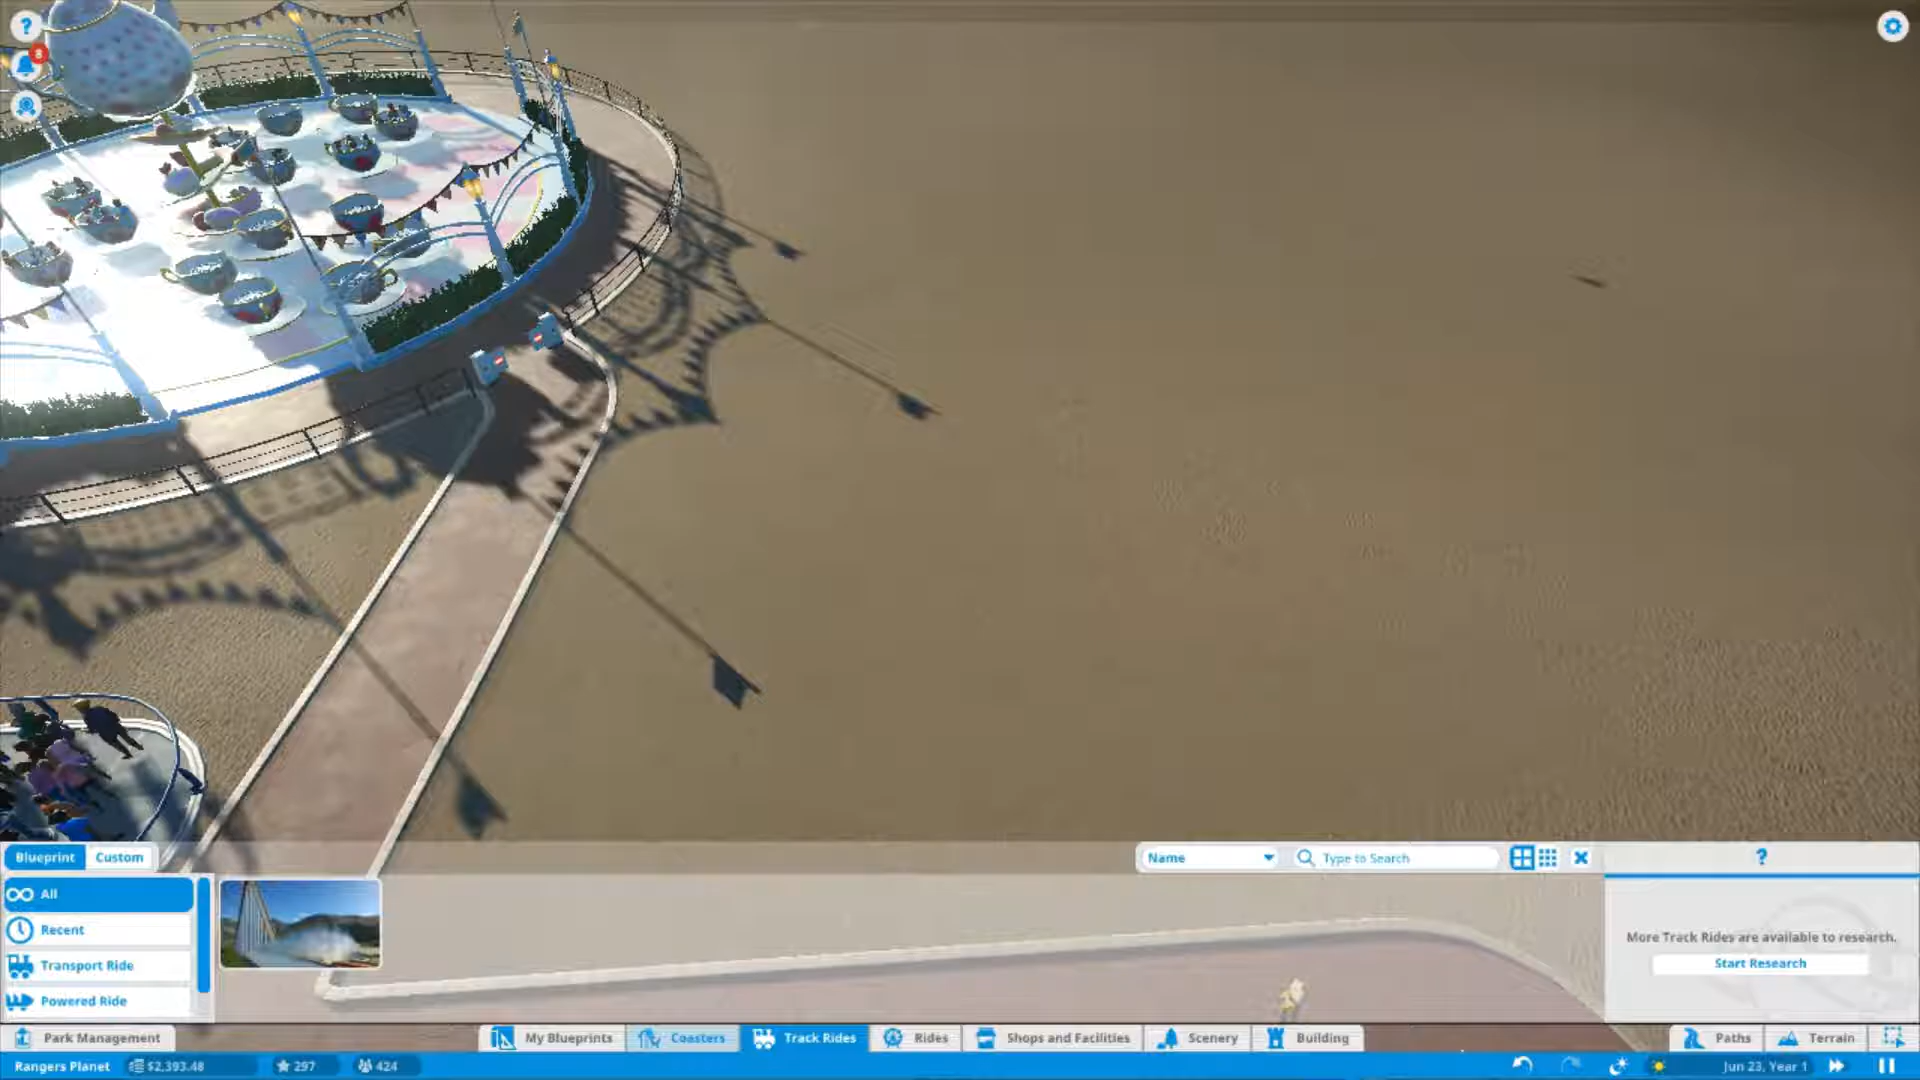 ?
8
Blueprint
Custom
Name
Type to Search
?
All
Recent
Transport Ride
Powered Ride
More Track Rides are available to research.
Start Research
Park Management
My Blueprints
Coasters
Track Rides
Rides
Shops and Facilities
Scenery
Building
Paths
Terrain
Rangers Planet
$2,393.48
297
424
Jun 23, Year 1